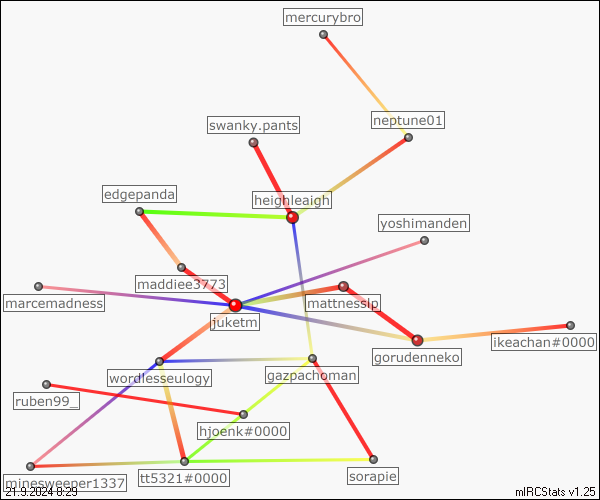 mercurybro
neptune01
swanky.pants
edgepanda
heighleaigh
yoshimanden
maddiee3773
marcemadness
mattnesslp
juketm
ikeachan#0000
gorudenneko
wordlesseulogy
gazpachoman
ruben99_
hjoenk#0000
minesweeper1337
tt5321#0000
sorapie
21.9.2024 8:29
mIRCStats v1.25